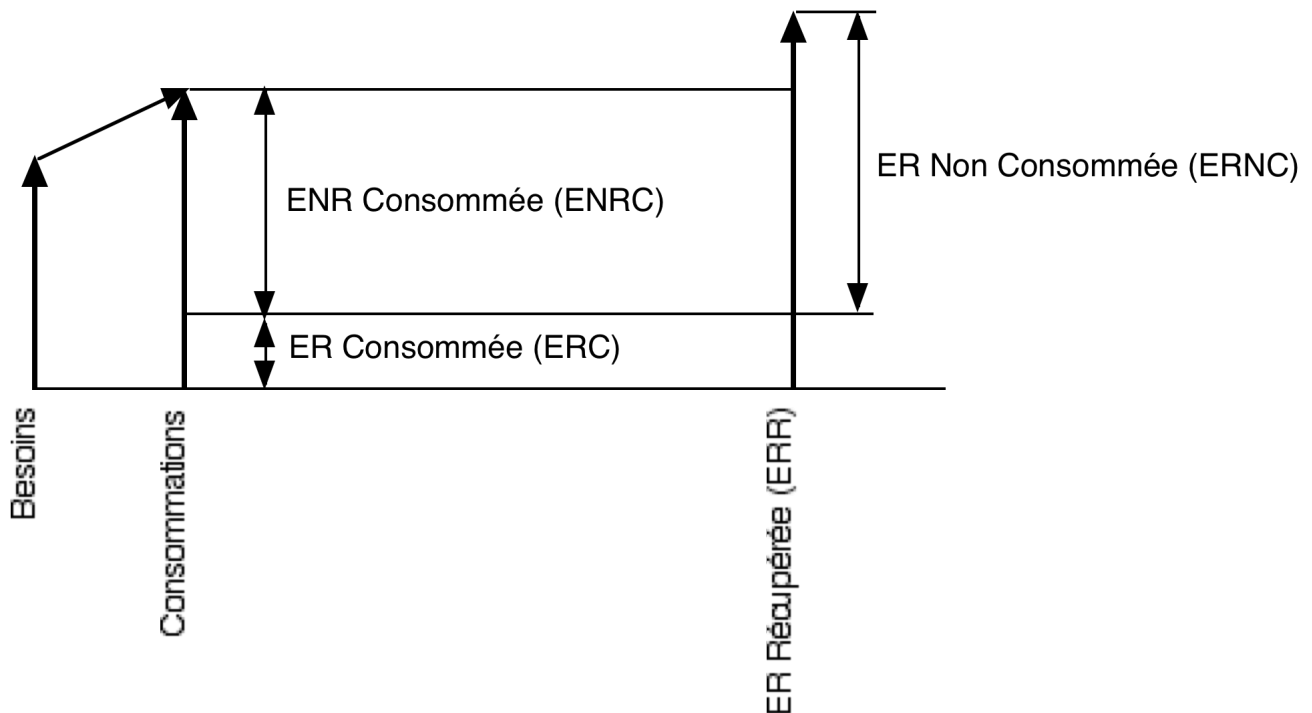 ER Non Consommée (ERNC)
ENR Consommée (ENRC)
ER Consommée (ERC)
Besoins
Consommations
ER Récupérée (ERR)